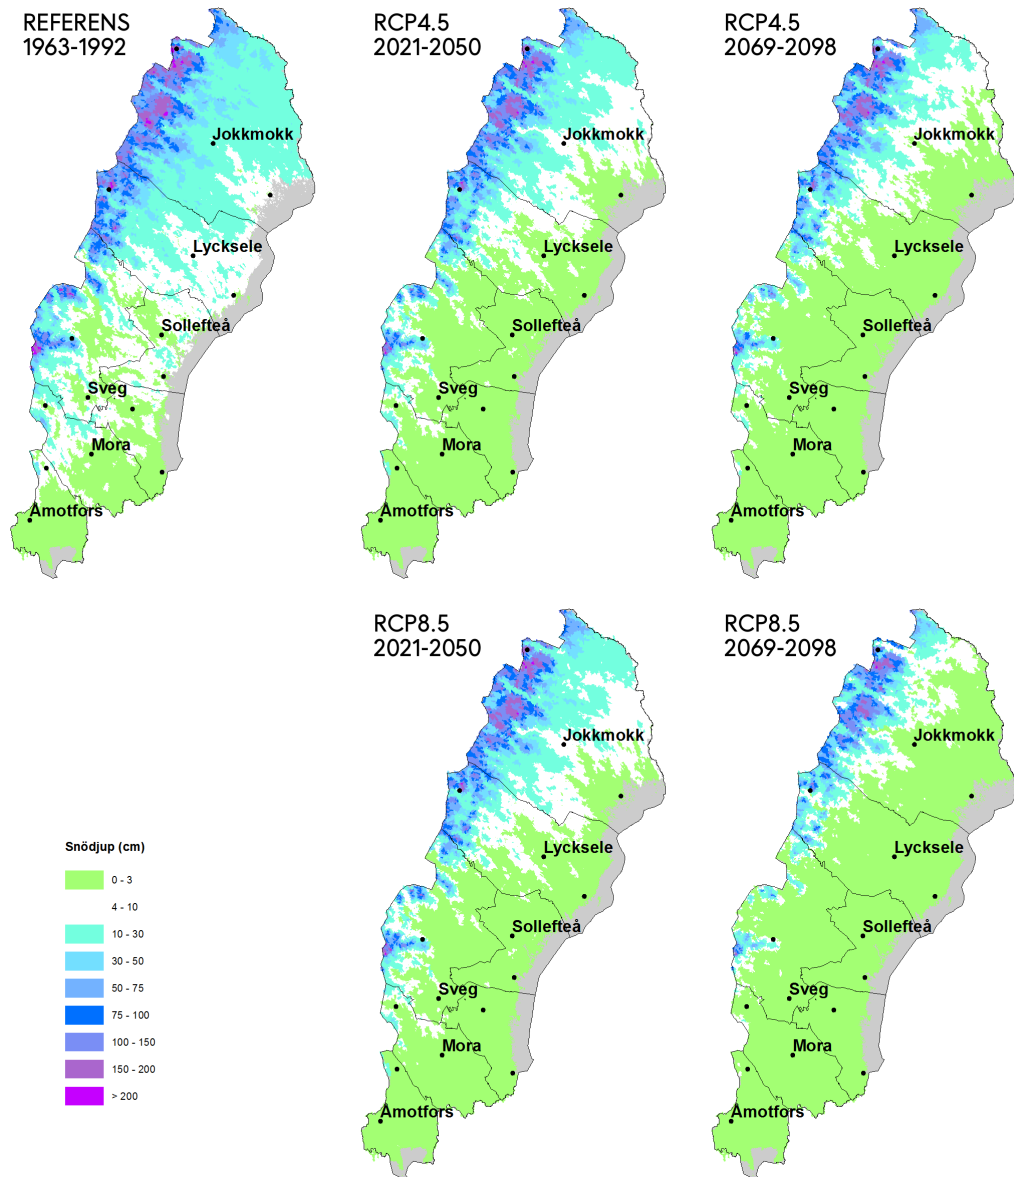 REFERENS
1963-1992
Jokkmokk
Lycksele
Sollefteå
Sveg
Mora
Åmotfors
RCP4.5
2021-2050
Jokkmokk
Lycksele
Sollefteå
Sveg
Mora
Åmotfors
RCP4.5
2069-2098
Jokkmokk
Lycksele
Sollefteå
Sveg
Mora
Åmotfors
Snödjup (cm)
0 - 3
4 - 10
10 - 30
30 - 50
50 - 75
75 - 100
100 - 150
150 - 200
> 200
RCP8.5
2021-2050
Jokkmokk
Lycksele
Sollefteå
Sveg
Mora
Åmotfors
RCP8.5
2069-2098
Jokkmokk
Lycksele
Sollefteå
Sveg
Mora
Åmotfors